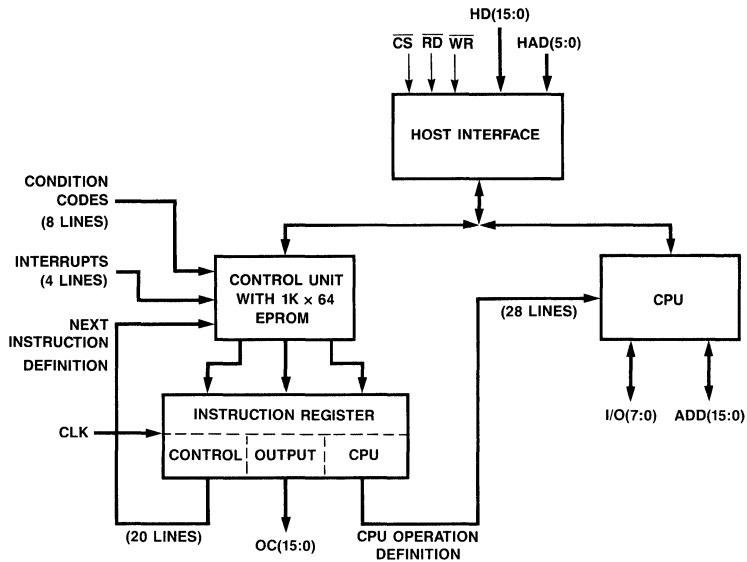 HD(15:0)
CS RD WR HAD(5:0)
HOST INTERFACE
CONDITION
CODES
(8 LINES)
INTERRUPTS
(4 LINES)
CONTROL UNIT
WITH 1K × 64
EPROM
(28 LINES)
CPU
NEXT
INSTRUCTION
DEFINITION
I/O(7:0) ADD(15:0)
INSTRUCTION REGISTER
CLK
CONTROL OUTPUT CPU
(20 LINES)
OC(15:0)
CPU OPERATION
DEFINITION